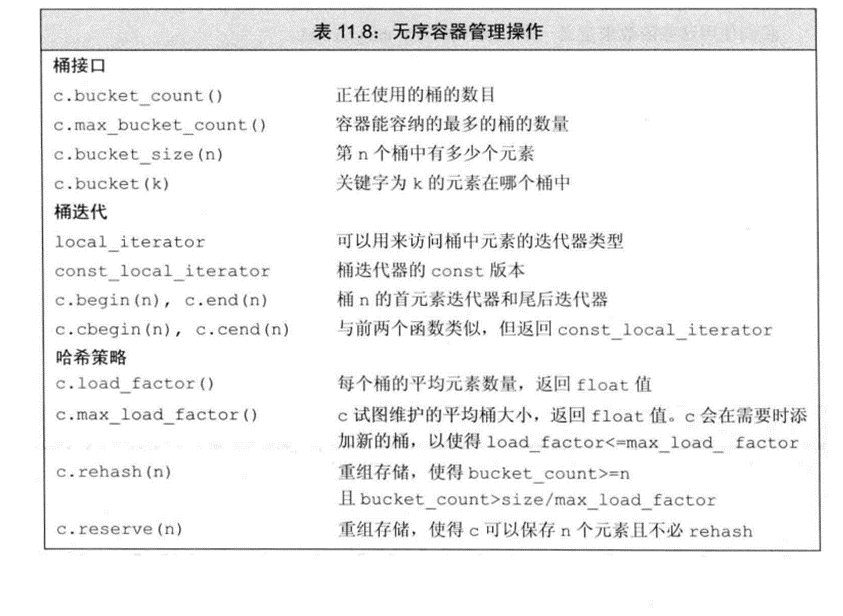 表 11.8：无序容器管理操作
桶接口
c.bucket_count() 正在使用的桶的数目
c.max_bucket_count() 容器能容纳的最多的桶的数量
c.bucket_size(n) 第 n 个桶中有多少个元素
c.bucket(k) 关键字为 k 的元素在哪个桶中
桶迭代
local_iterator 可以用来访问桶中元素的迭代器类型
const_local_iterator 桶迭代器的 const 版本
c.begin(n), c.end(n) 桶 n 的首元素迭代器和尾后迭代器
c.cbegin(n), c.cend(n) 与前两个函数类似，但返回 const_local_iterator
哈希策略
c.load_factor() 每个桶的平均元素数量，返回 float 值
c.max_load_factor() c 试图维护的平均桶大小，返回 float 值。c 会在需要时添
加新的桶，以使得 load_factor<=max_load_ factor
c.rehash(n) 重组存储，使得 bucket_count>=n
且 bucket_count>size/max_load_factor
c.reserve(n) 重组存储，使得 c 可以保存 n 个元素且不必 rehash